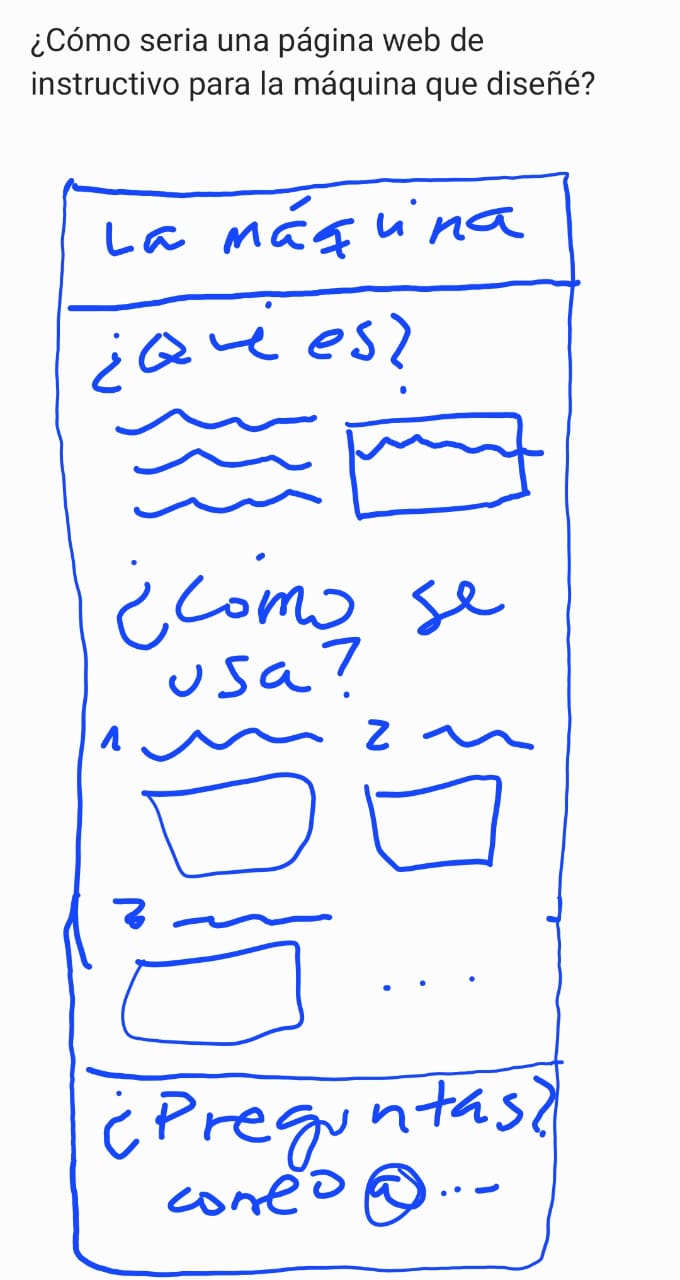 ¿Cómo seria una página web de
instructivo para la máquina que diseñé?
La máquina
¿Qué es?
¿Cómo se
usa?
1 2
3 ...
¿Preguntas?
correo @...